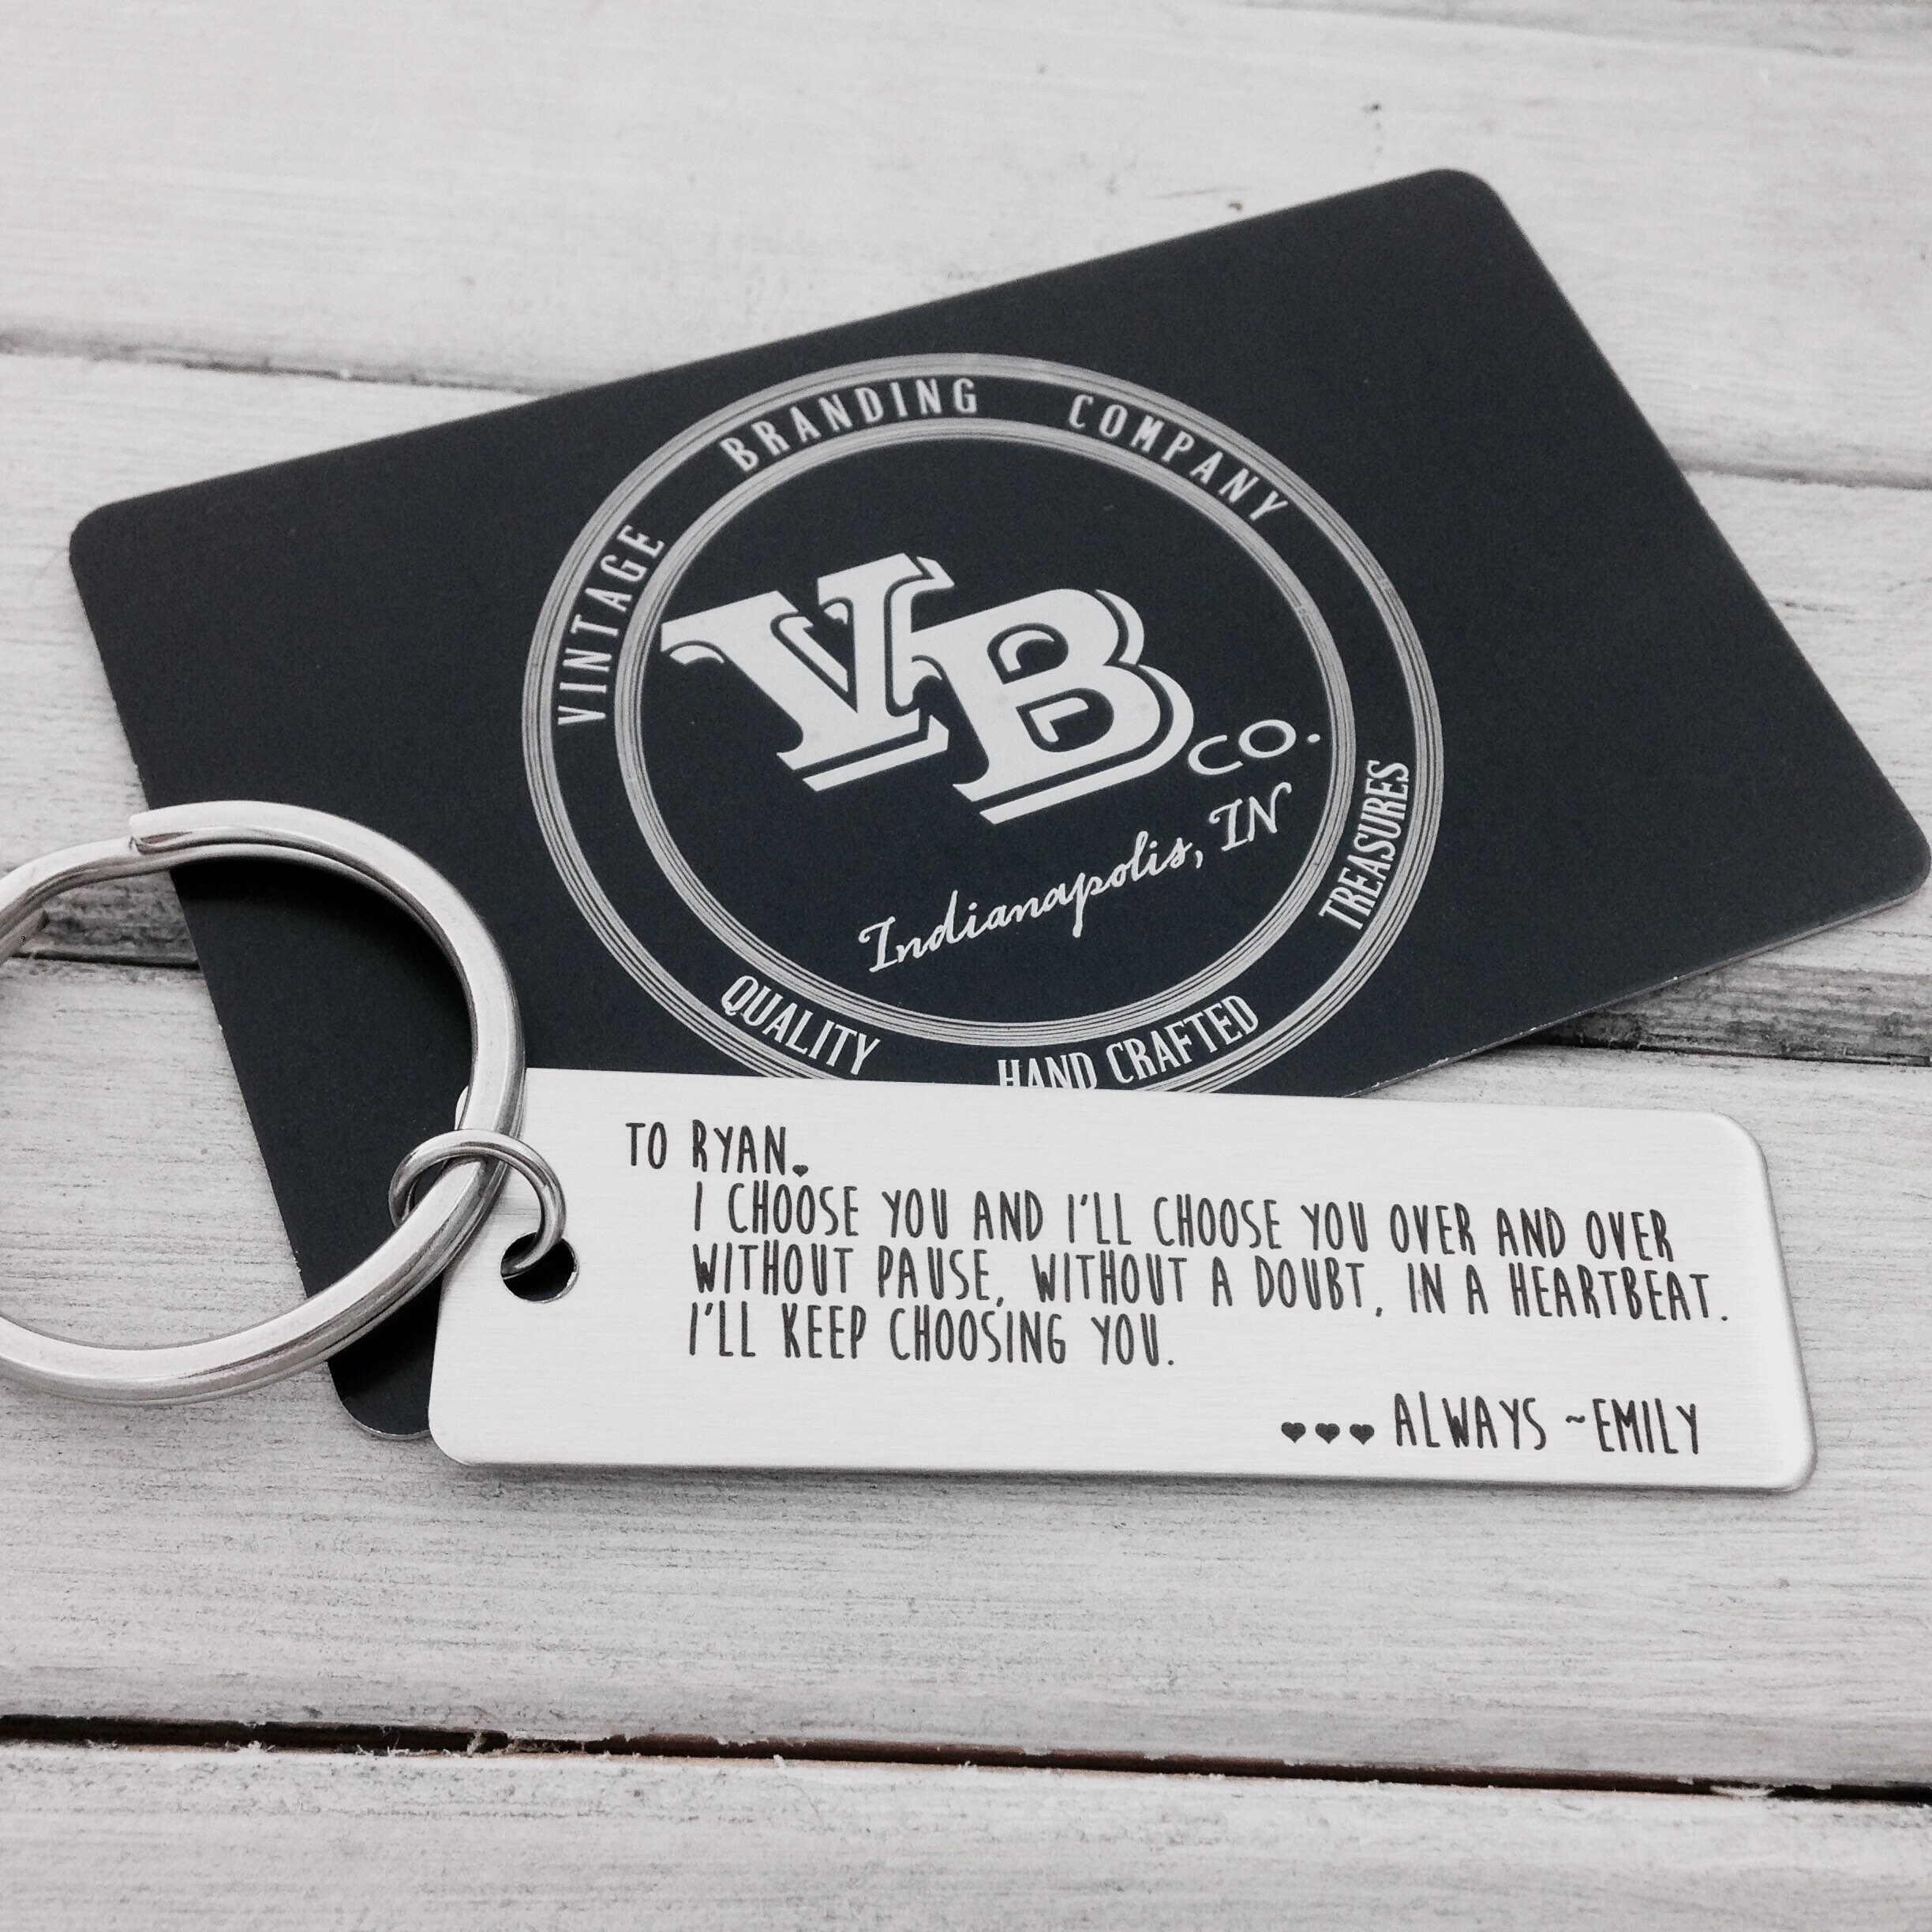 VINTAGE BRANDING COMPANY
VB CO.
Indianapolis, IN
QUALITY HAND CRAFTED TREASURES
TO RYAN.
I CHOOSE YOU AND I'LL CHOOSE YOU OVER AND OVER
WITHOUT PAUSE, WITHOUT A DOUBT, IN A HEARTBEAT.
I'LL KEEP CHOOSING YOU.
♥♥♥ ALWAYS ~EMILY